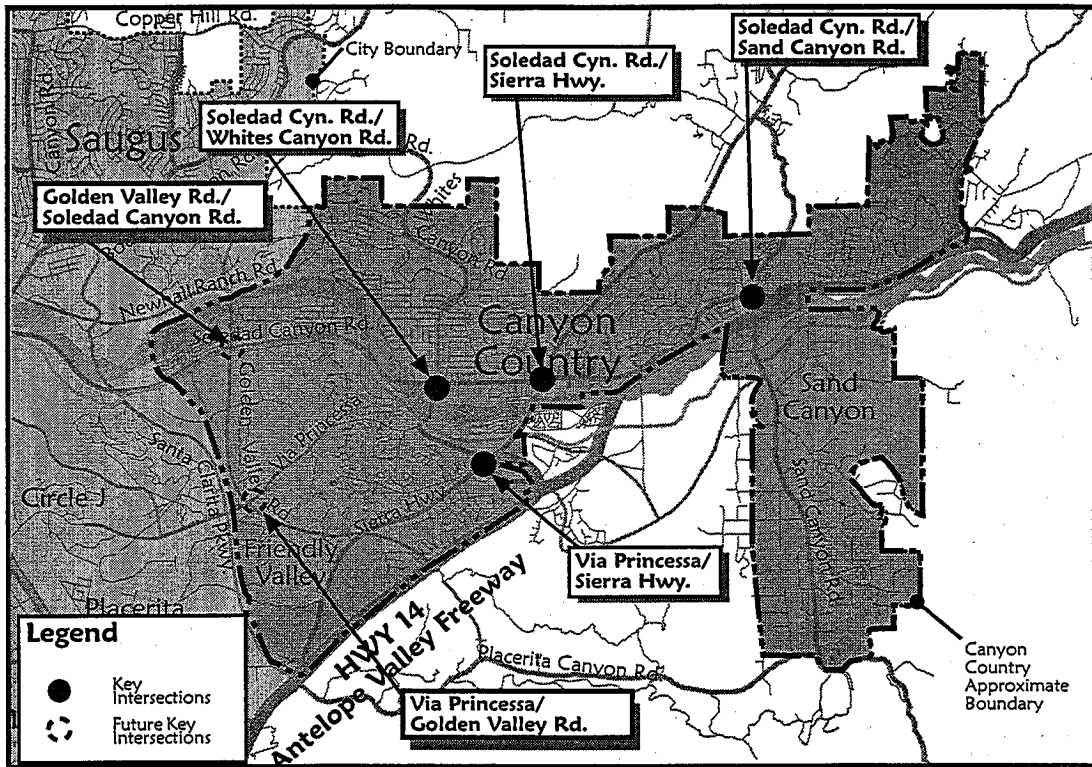 Copper Hill Rd.
City Boundary
Soledad Cyn. Rd./
Sierra Hwy.
Soledad Cyn. Rd./
Sand Canyon Rd.
Canyon Rd.
Saugus
Soledad Cyn. Rd./
Whites Canyon Rd.
Rd.
Golden Valley Rd./
Soledad Canyon Rd.
Whites
Canyon Rd
Newhall Ranch Rd.
Soledad Canyon Rd
Canyon
Country
Sand
Canyon
Golden Valley Rd.
Via Princessa
Santa Clarita Pkwy
Circle J
Sierra Hwy.
Sand Canyon Rd.
Friendly
Valley
Via Princessa/
Sierra Hwy.
Placerita
HWY 14
Antelope Valley Freeway
Placerita Canyon Rd.
Via Princessa/
Golden Valley Rd.
Canyon
Country
Approximate
Boundary
Legend
Key
Intersections
Future Key
Intersections